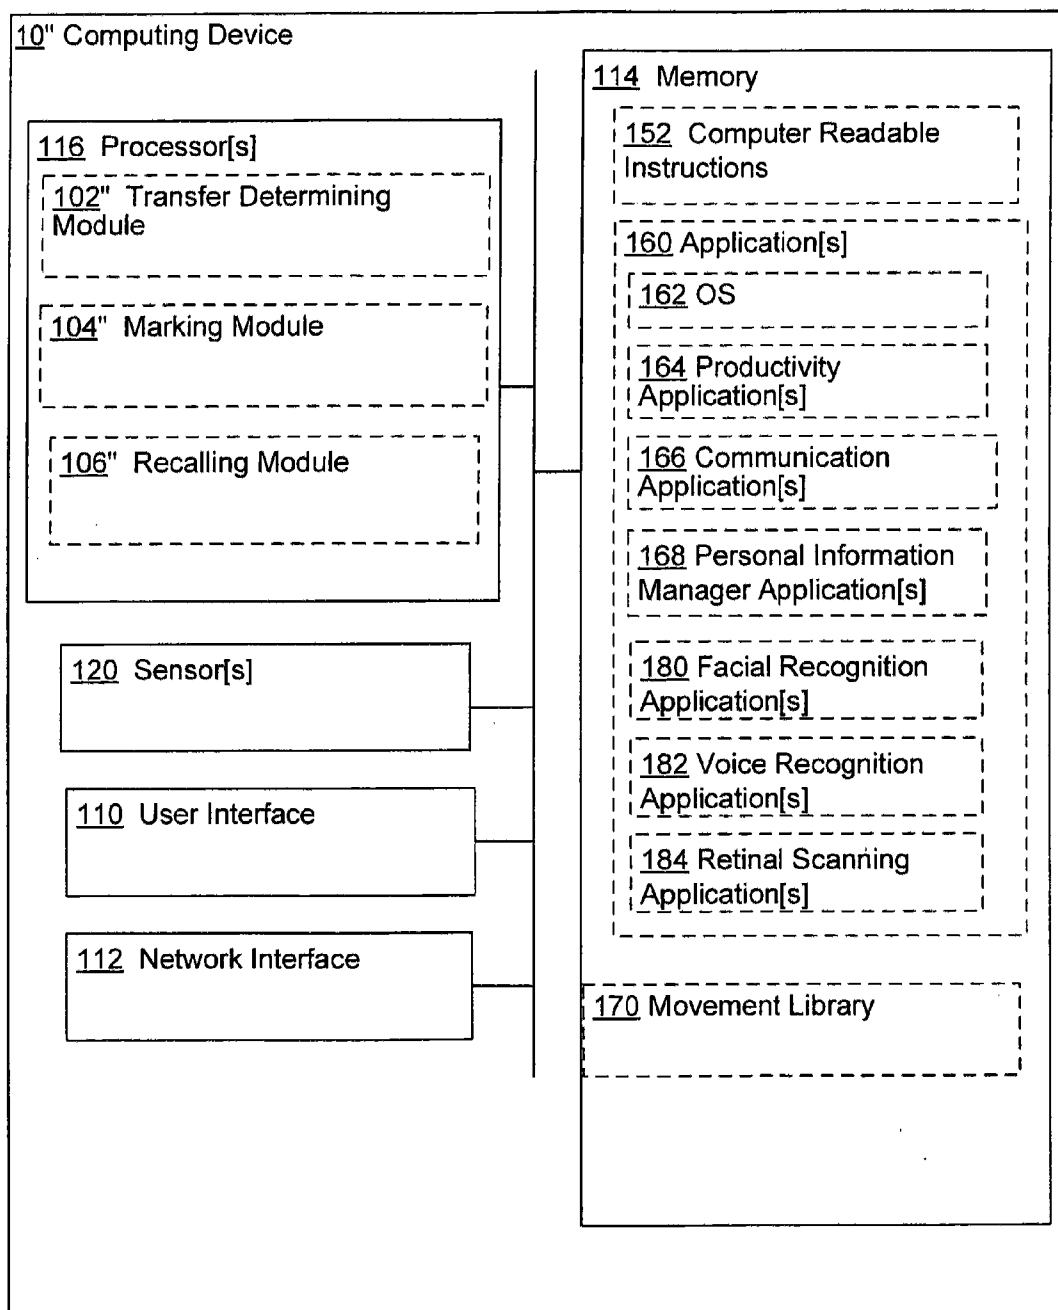 10" Computing Device
116 Processor[s]
102" Transfer Determining
Module
104" Marking Module
106" Recalling Module
120 Sensor[s]
110 User Interface
112 Network Interface
114 Memory
152 Computer Readable
Instructions
160 Application[s]
162 OS
164 Productivity
Application[s]
166 Communication
Application[s]
168 Personal Information
Manager Application[s]
180 Facial Recognition
Application[s]
182 Voice Recognition
Application[s]
184 Retinal Scanning
Application[s]
170 Movement Library